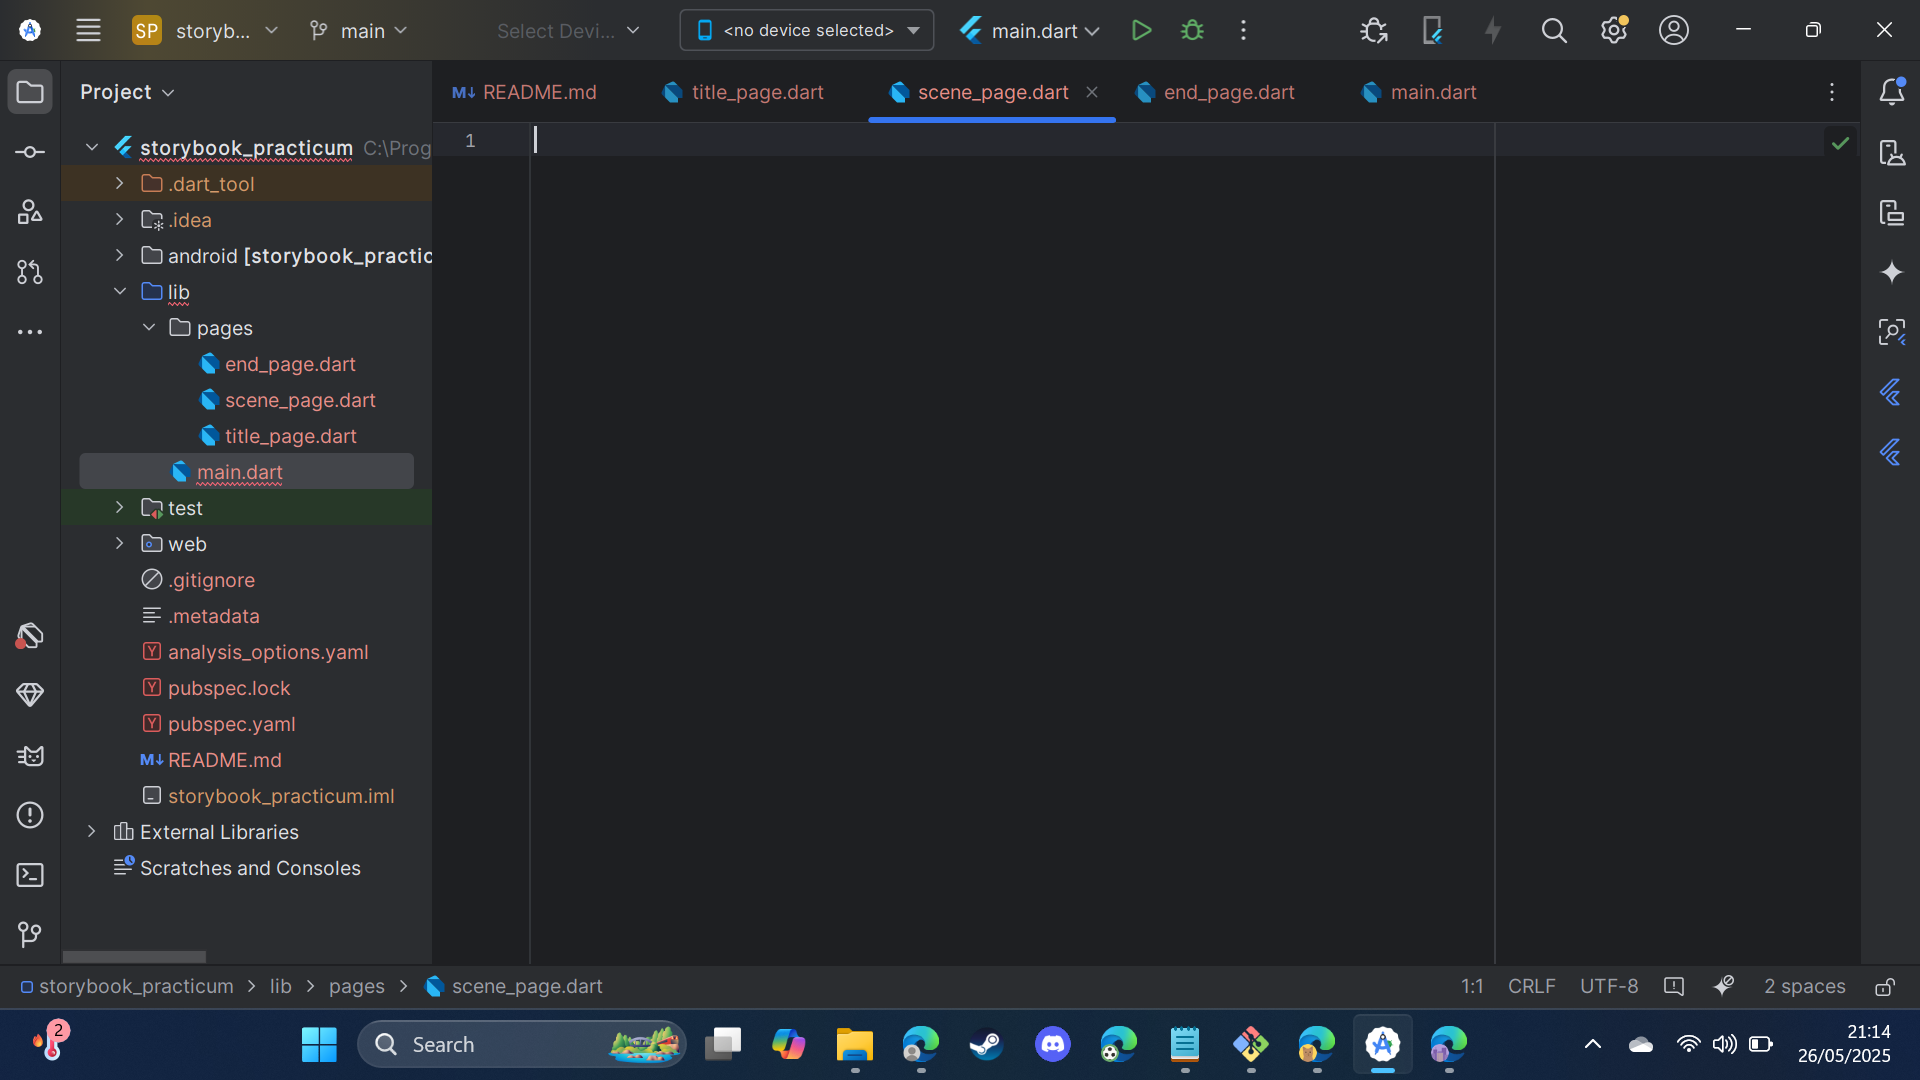 SP storyb... main Select Devi... <no device selected> main.dart
Project
README.md title_page.dart scene_page.dart end_page.dart main.dart
1
storybook_practicum C:\Prog
.dart_tool
.idea
android [storybook_practic
lib
pages
end_page.dart
scene_page.dart
title_page.dart
main.dart
test
web
.gitignore
.metadata
Y analysis_options.yaml
Y pubspec.lock
Y pubspec.yaml
M↓ README.md
storybook_practicum.iml
External Libraries
Scratches and Consoles
storybook_practicum > lib > pages > scene_page.dart 1:1 CRLF UTF-8 2 spaces
2 Search 21:14
26/05/2025